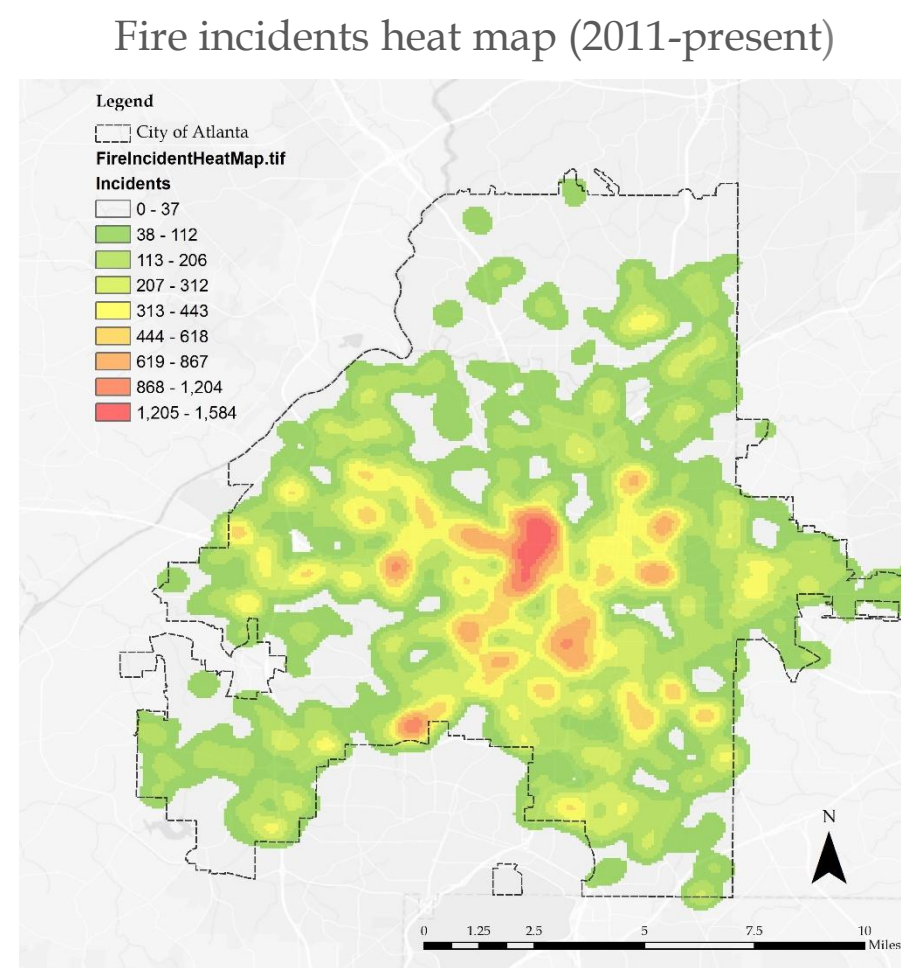 Fire incidents heat map (2011-present)
Legend
City of Atlanta
FireIncidentHeatMap.tif
Incidents
0 - 37
38 - 112
113 - 206
207 - 312
313 - 443
444 - 618
619 - 867
868 - 1,204
1,205 - 1,584
N
0 1.25 2.5 5 7.5 10
Miles